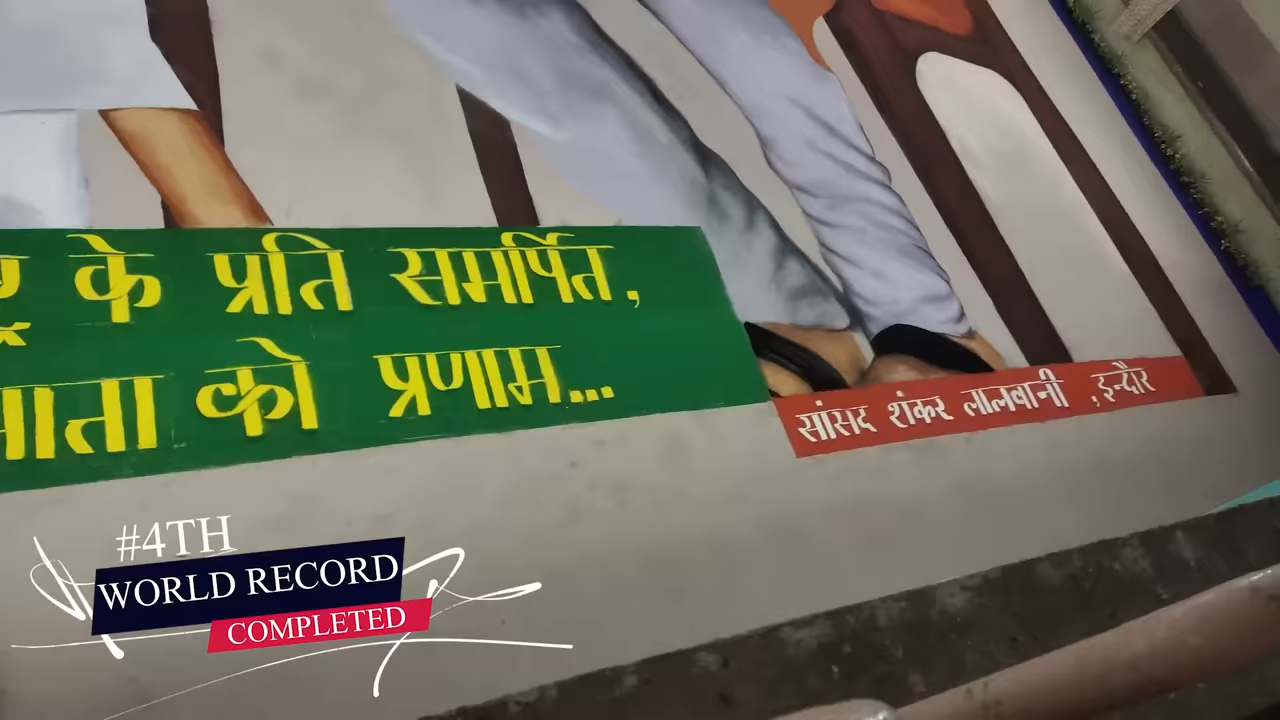 के प्रति समर्पित,
को प्रणाम...
सांसद शंकर लालवानी ,इन्दौर
#4TH
WORLD RECORD
COMPLETED